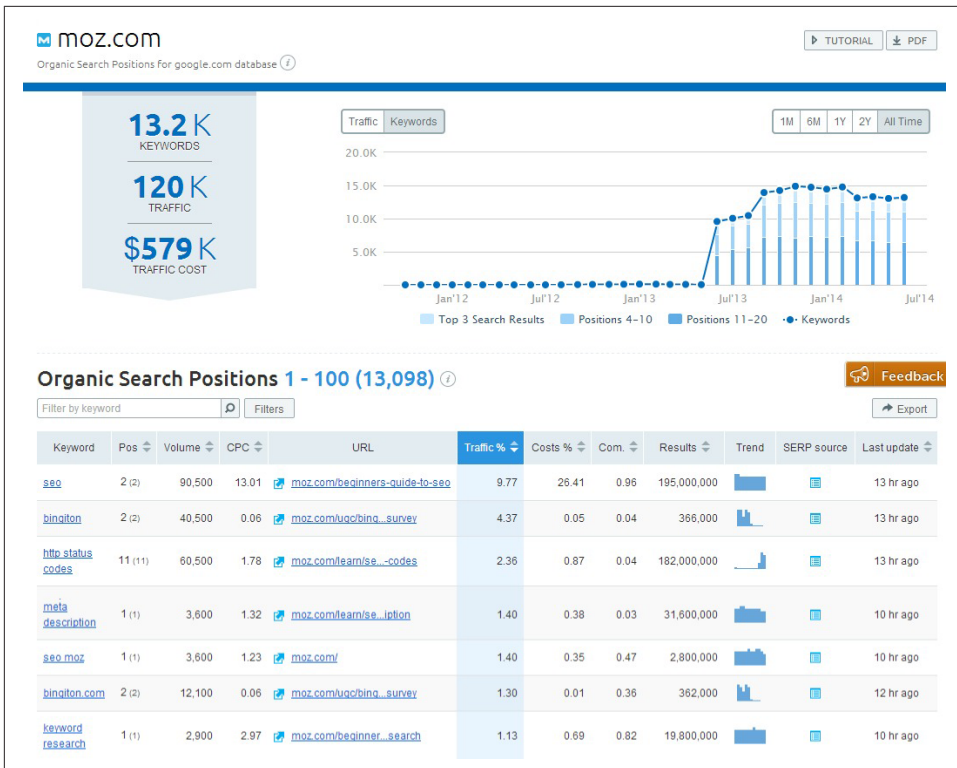 moz.com
TUTORIAL
PDF
Organic Search Positions for google.com database i
13.2 K
KEYWORDS
120 K
TRAFFIC
$579 K
TRAFFIC COST
Traffic Keywords
1M 6M 1Y 2Y All Time
20.0K
15.0K
10.0K
5.0K
Jan'12 Jul'12 Jan'13 Jul'13 Jan'14 Jul'14
Top 3 Search Results Positions 4-10 Positions 11-20 Keywords
Organic Search Positions 1 - 100 (13,098) i
Feedback
Filter by keyword Filters Export
Keyword Pos Volume CPC URL Traffic % Costs % Com. Results Trend SERP source Last update
seo 2 (2) 90,500 13.01 moz.com/beginners-guide-to-seo 9.77 26.41 0.96 195,000,000 13 hr ago
bingiton 2 (2) 40,500 0.06 moz.com/ugc/bing...survey 4.37 0.05 0.04 366,000 13 hr ago
http status
codes 11 (11) 60,500 1.78 moz.com/learn/se...-codes 2.36 0.87 0.04 182,000,000 13 hr ago
meta
description 1 (1) 3,600 1.32 moz.com/learn/se...iption 1.40 0.38 0.03 31,600,000 10 hr ago
seo moz 1 (1) 3,600 1.23 moz.com/ 1.40 0.35 0.47 2,800,000 10 hr ago
bingiton.com 2 (2) 12,100 0.06 moz.com/ugc/bing...survey 1.30 0.01 0.36 362,000 12 hr ago
keyword
research 1 (1) 2,900 2.97 moz.com/beginner...search 1.13 0.69 0.82 19,800,000 10 hr ago